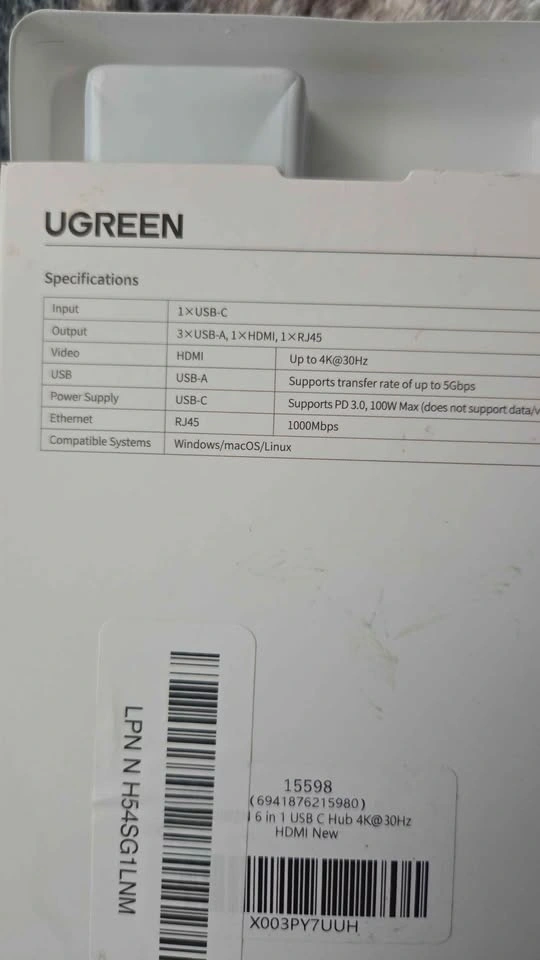 UGREEN
Specifications
Input 1×USB-C
Output 3×USB-A, 1×HDMI, 1×RJ45
Video HDMI Up to 4K@30Hz
USB USB-A Supports transfer rate of up to 5Gbps
Power Supply USB-C Supports PD 3.0, 100W Max (does not support data/v
Ethernet RJ45 1000Mbps
Compatible Systems Windows/macOS/Linux
LPN N H54SG1LNM
15598
(6941876215980)
6 in 1 USB C Hub 4K@30Hz
HDMI New
X003PY7UUH